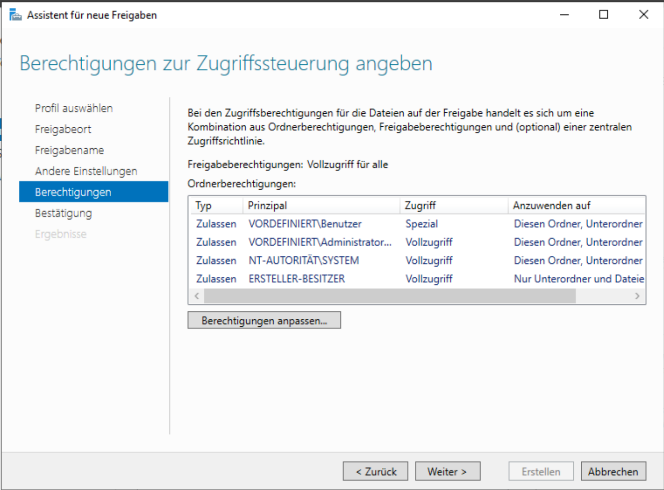 Assistent für neue Freigaben
Berechtigungen zur Zugriffssteuerung angeben
Profil auswählen
Freigabeort
Freigabename
Andere Einstellungen
Berechtigungen
Bestätigung
Ergebnisse
Bei den Zugriffsberechtigungen für die Dateien auf der Freigabe handelt es sich um eine
Kombination aus Ordnerberechtigungen, Freigabeberechtigungen und (optional) einer zentralen
Zugriffsrichtlinie.
Freigabeberechtigungen: Vollzugriff für alle
Ordnerberechtigungen:
Typ Prinzipal Zugriff Anzuwenden auf
Zulassen VORDEFINIERT\Benutzer Spezial Diesen Ordner, Unterordner
Zulassen VORDEFINIERT\Administrator... Vollzugriff Diesen Ordner, Unterordner
Zulassen NT-AUTORITÄT\SYSTEM Vollzugriff Diesen Ordner, Unterordner
Zulassen ERSTELLER-BESITZER Vollzugriff Nur Unterordner und Dateie
Berechtigungen anpassen...
< Zurück Weiter > Erstellen Abbrechen